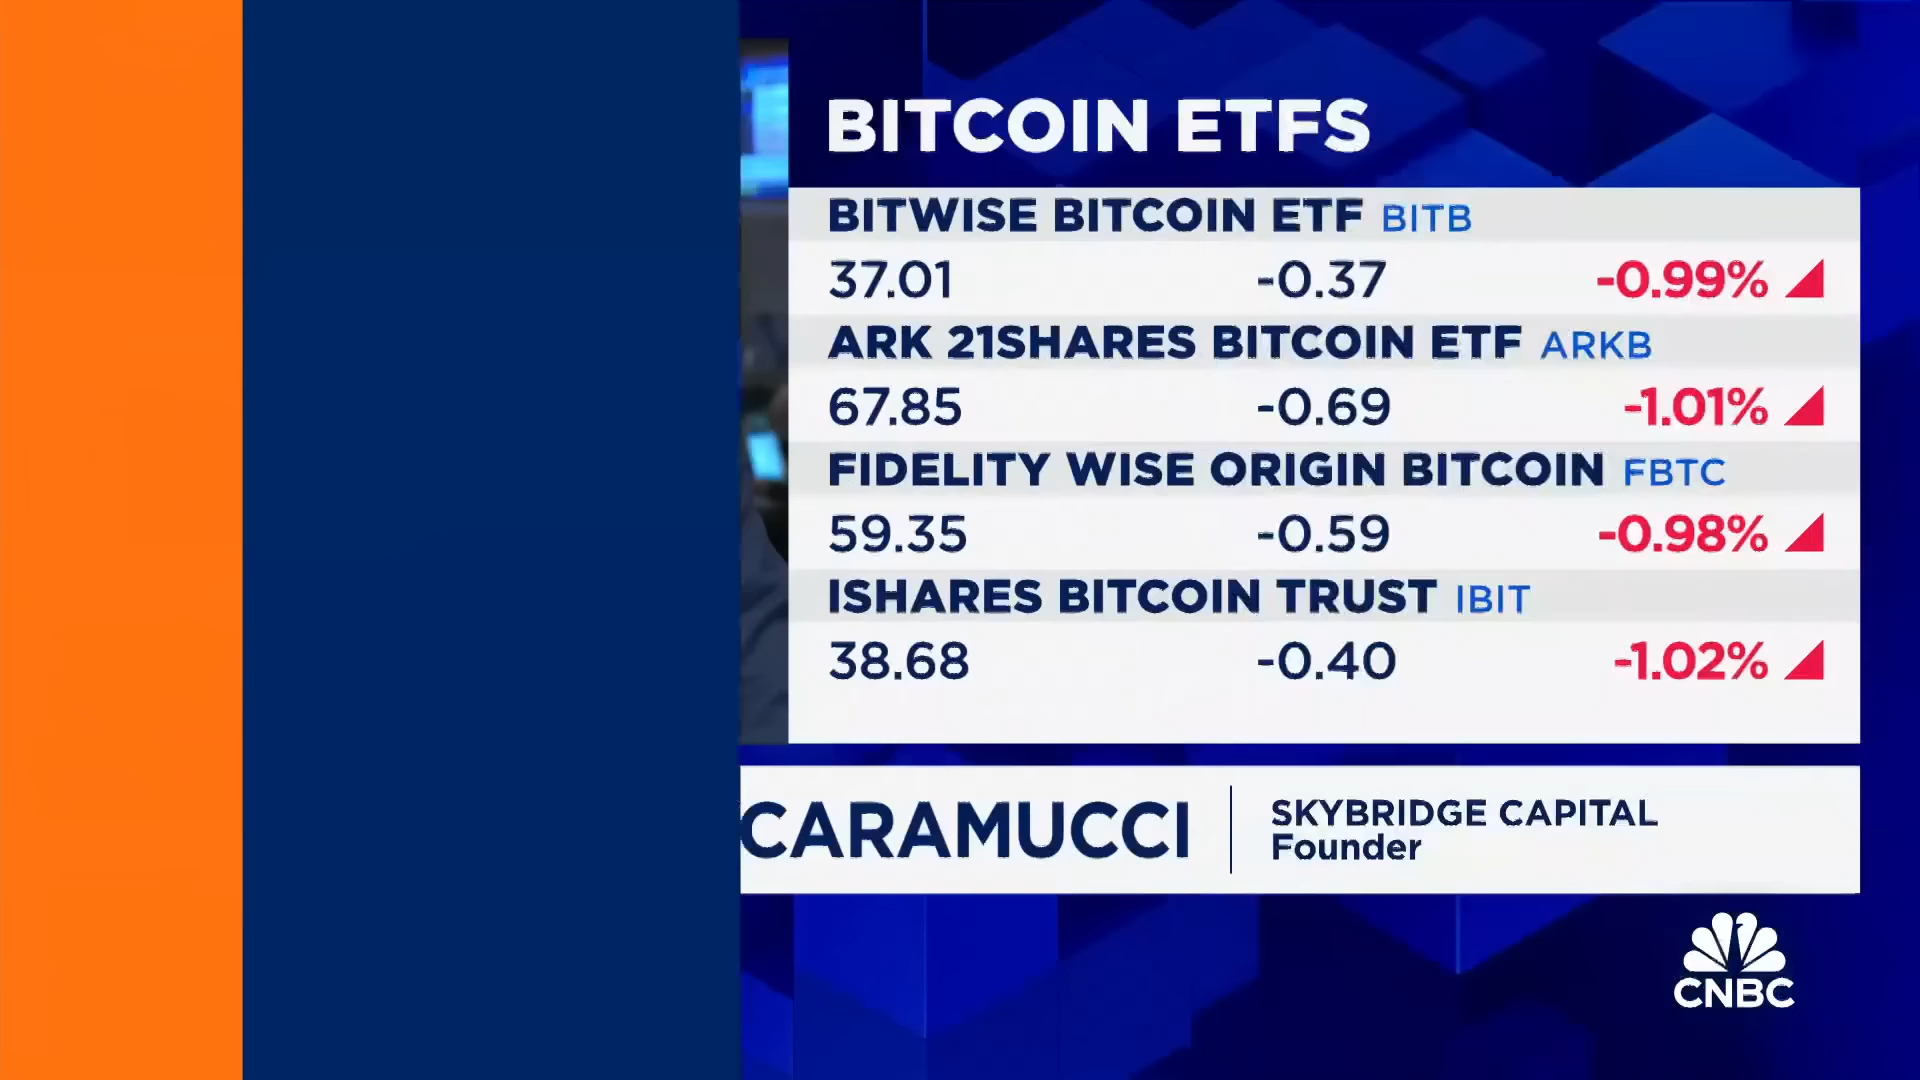 BITCOIN ETFS
BITWISE BITCOIN ETF BITB
37.01 -0.37 -0.99%
ARK 21SHARES BITCOIN ETF ARKB
67.85 -0.69 -1.01%
FIDELITY WISE ORIGIN BITCOIN FBTC
59.35 -0.59 -0.98%
ISHARES BITCOIN TRUST IBIT
38.68 -0.40 -1.02%
CARAMUCCI
SKYBRIDGE CAPITAL
Founder
CNBC